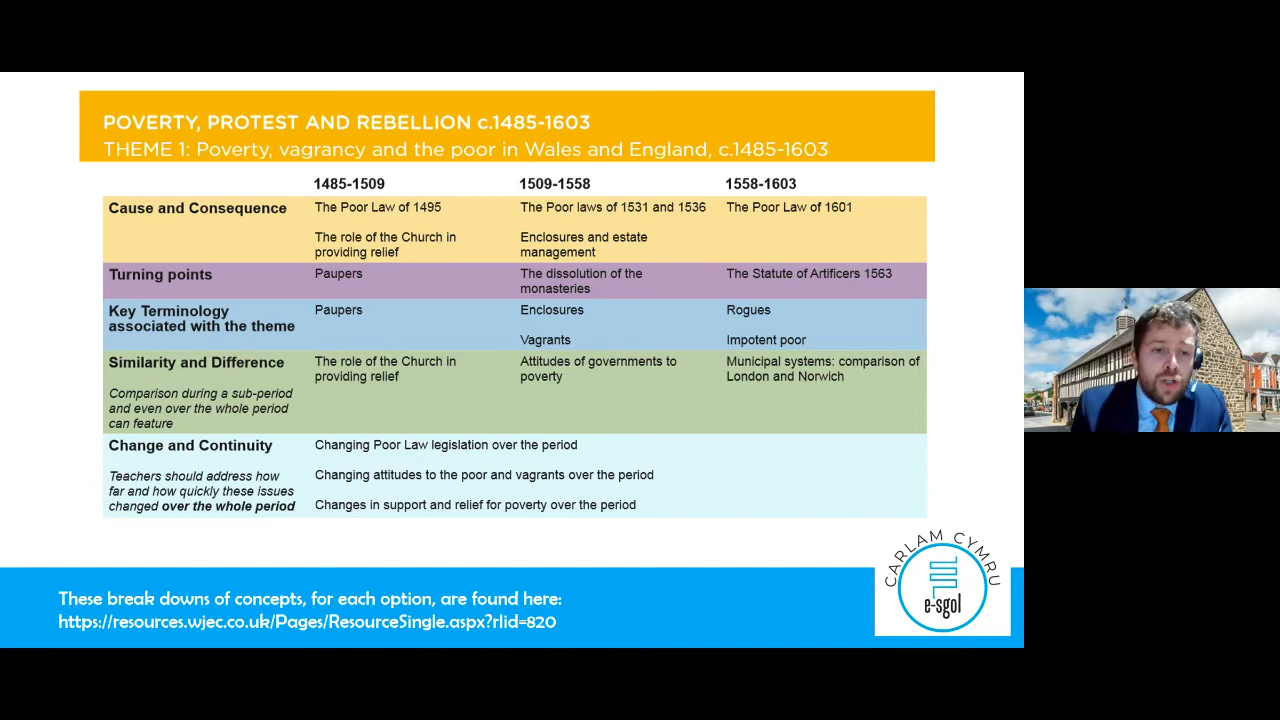 POVERTY, PROTEST AND REBELLION c.1485-1603
THEME 1: Poverty, vagrancy and the poor in Wales and England, c.1485-1603
1485-1509 1509-1558 1558-1603
Cause and Consequence The Poor Law of 1495 The Poor laws of 1531 and 1536 The Poor Law of 1601
The role of the Church in Enclosures and estate
providing relief management
Turning points Paupers The dissolution of the The Statute of Artificers 1563
monasteries
Key Terminology Paupers Enclosures Rogues
associated with the theme
Vagrants Impotent poor
Similarity and Difference The role of the Church in Attitudes of governments to Municipal systems: comparison of
providing relief poverty London and Norwich
Comparison during a sub-period
and even over the whole period
can feature
Change and Continuity Changing Poor Law legislation over the period
Teachers should address how Changing attitudes to the poor and vagrants over the period
far and how quickly these issues
changed over the whole period Changes in support and relief for poverty over the period
CARLAM CYMRU
e-sgol
These break downs of concepts, for each option, are found here:
https://resources.wjec.co.uk/Pages/ResourceSingle.aspx?rlid=820